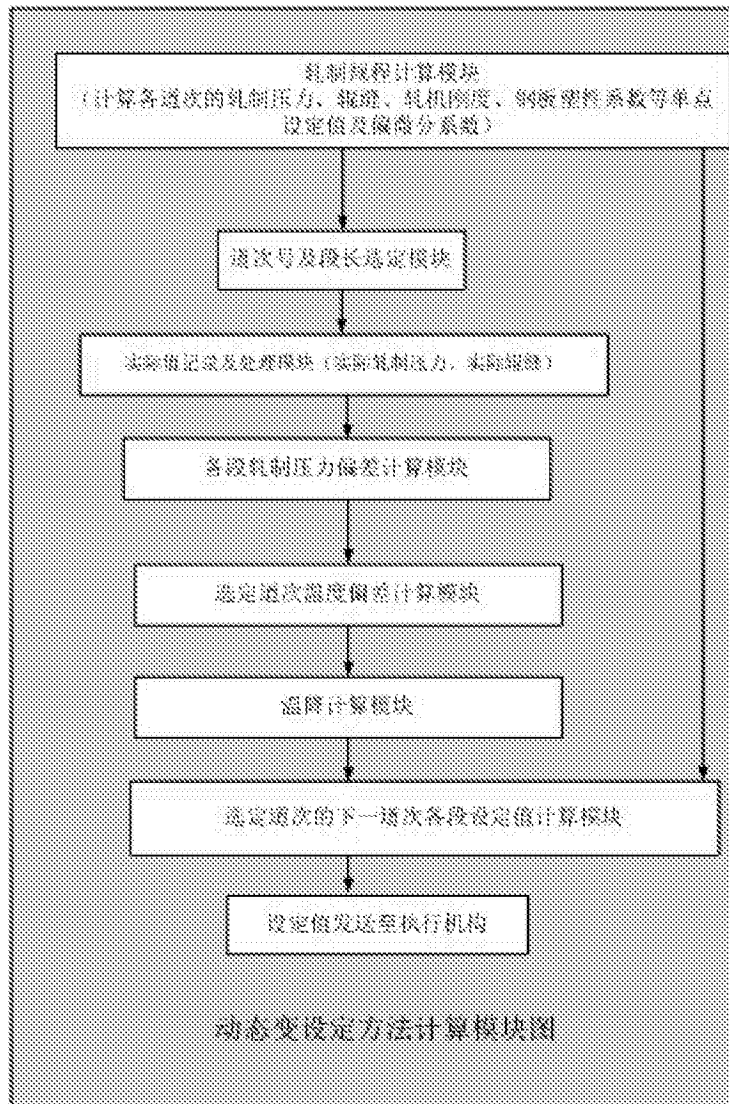 轧制规程计算模块
(计算各道次的轧制压力、辊缝、轧机刚度、钢板塑性系数等单点
设定值及偏微分系数)
道次号及段长选定模块
实际值记录及处理模块(实际轧制压力、实际辊缝)
各段轧制压力偏差计算模块
选定道次温度偏差计算模块
温降计算模块
选定道次的下一道次各段设定值计算模块
设定值发送至执行机构
动态变设定方法计算模块图